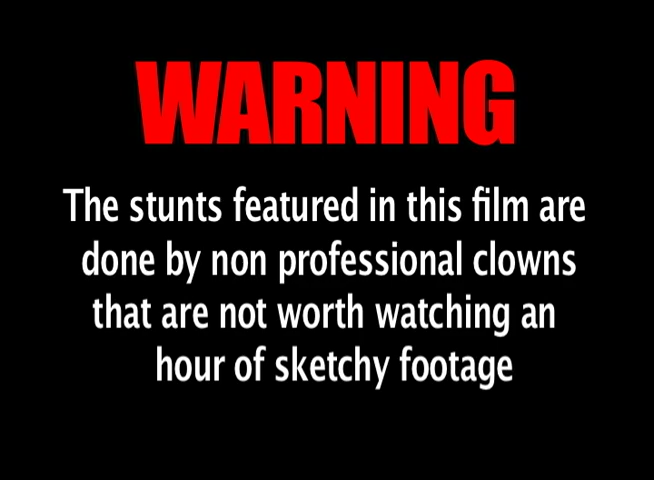 WARNING
The stunts featured in this film are
done by non professional clowns
that are not worth watching an
hour of sketchy footage